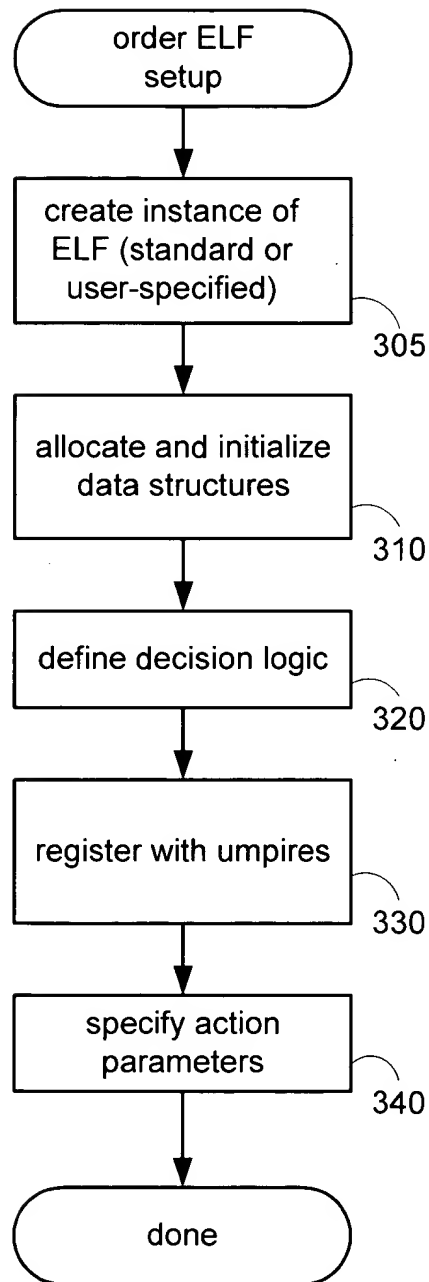 order ELF
setup
create instance of
ELF (standard or
user-specified)
305
allocate and initialize
data structures
310
define decision logic
320
register with umpires
330
specify action
parameters
340
done